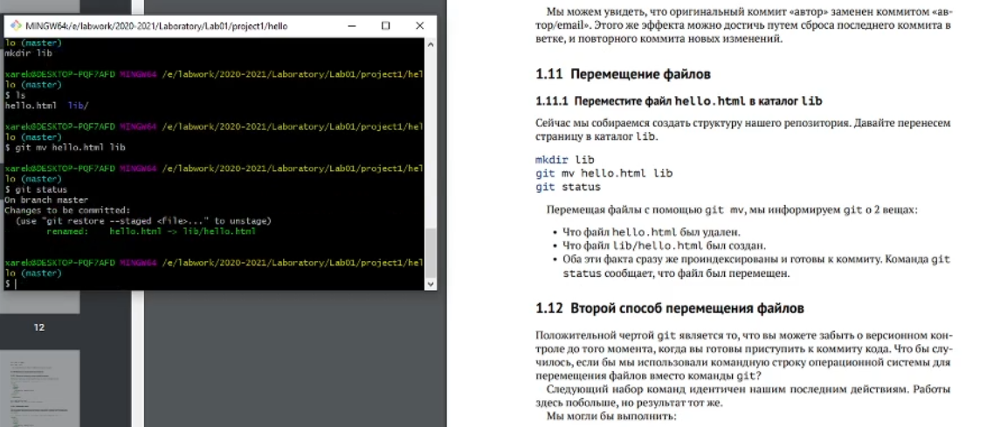 MINGW64:/e/labwork/2020-2021/Laboratory/Lab01/project1/hello
lo (master)
mkdir lib
xarek@DESKTOP-PQF7AFD MINGW64 /e/labwork/2020-2021/Laboratory/Lab01/project1/hel
lo (master)
$ ls
hello.html lib/
xarek@DESKTOP-PQF7AFD MINGW64 /e/labwork/2020-2021/Laboratory/Lab01/project1/hel
lo (master)
$ git mv hello.html lib
xarek@DESKTOP-PQF7AFD MINGW64 /e/labwork/2020-2021/Laboratory/Lab01/project1/hel
lo (master)
$ git status
On branch master
Changes to be committed:
(use "git restore --staged <file>..." to unstage)
renamed: hello.html -> lib/hello.html
xarek@DESKTOP-PQF7AFD MINGW64 /e/labwork/2020-2021/Laboratory/Lab01/project1/hel
lo (master)
$
12
Мы можем увидеть, что оригинальный коммит «автор» заменен коммитом «ав-
тор/email». Этого же эффекта можно достичь путем сброса последнего коммита в
ветке, и повторного коммита новых изменений.
1.11 Перемещение файлов
1.11.1 Переместите файл hello.html в каталог lib
Сейчас мы собираемся создать структуру нашего репозитория. Давайте перенесем
страницу в каталог lib.
mkdir lib
git mv hello.html lib
git status
Перемещая файлы с помощью git mv, мы информируем git о 2 вещах:
• Что файл hello.html был удален.
• Что файл lib/hello.html был создан.
• Оба эти факта сразу же проиндексированы и готовы к коммиту. Команда git
status сообщает, что файл был перемещен.
1.12 Второй способ перемещения файлов
Положительной чертой git является то, что вы можете забыть о версионном кон-
троле до того момента, когда вы готовы приступить к коммиту кода. Что бы слу-
чилось, если бы мы использовали командную строку операционной системы для
перемещения файлов вместо команды git?
Следующий набор команд идентичен нашим последним действиям. Работы
здесь побольше, но результат тот же.
Мы могли бы выполнить: